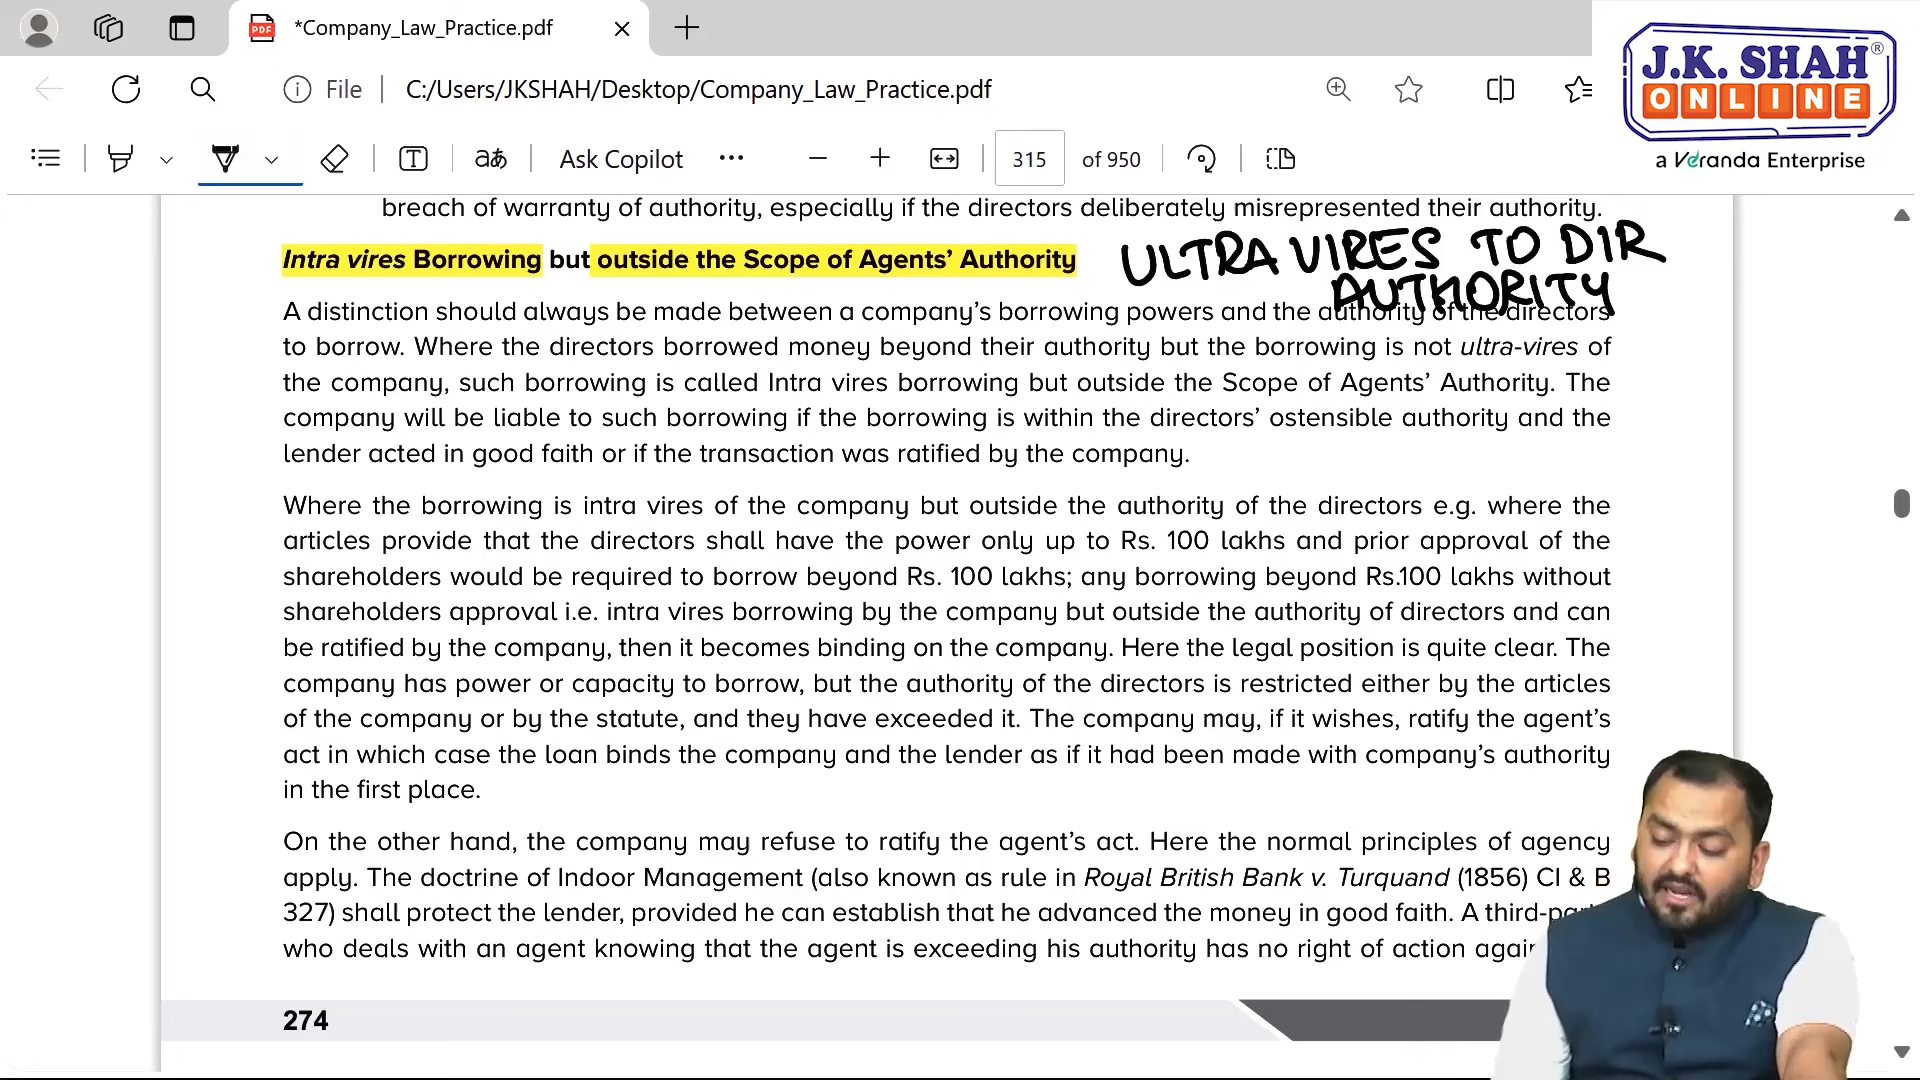 *Company_Law_Practice.pdf
File
C:/Users/JKSHAH/Desktop/Company_Law_Practice.pdf
J.K. SHAH®
ONLINE
a Veranda Enterprise
Ask Copilot
315 of 950
breach of warranty of authority, especially if the directors deliberately misrepresented their authority.
Intra vires Borrowing but outside the Scope of Agents’ Authority
ULTRA VIRES TO DIR
AUTHORITY
A distinction should always be made between a company’s borrowing powers and the authority of the directors
to borrow. Where the directors borrowed money beyond their authority but the borrowing is not ultra-vires of
the company, such borrowing is called Intra vires borrowing but outside the Scope of Agents’ Authority. The
company will be liable to such borrowing if the borrowing is within the directors’ ostensible authority and the
lender acted in good faith or if the transaction was ratified by the company.
Where the borrowing is intra vires of the company but outside the authority of the directors e.g. where the
articles provide that the directors shall have the power only up to Rs. 100 lakhs and prior approval of the
shareholders would be required to borrow beyond Rs. 100 lakhs; any borrowing beyond Rs.100 lakhs without
shareholders approval i.e. intra vires borrowing by the company but outside the authority of directors and can
be ratified by the company, then it becomes binding on the company. Here the legal position is quite clear. The
company has power or capacity to borrow, but the authority of the directors is restricted either by the articles
of the company or by the statute, and they have exceeded it. The company may, if it wishes, ratify the agent’s
act in which case the loan binds the company and the lender as if it had been made with company’s authority
in the first place.
On the other hand, the company may refuse to ratify the agent’s act. Here the normal principles of agency
apply. The doctrine of Indoor Management (also known as rule in Royal British Bank v. Turquand (1856) CI & B
327) shall protect the lender, provided he can establish that he advanced the money in good faith. A
who deals with an agent knowing that the agent is exceeding his authority has no right of action
274